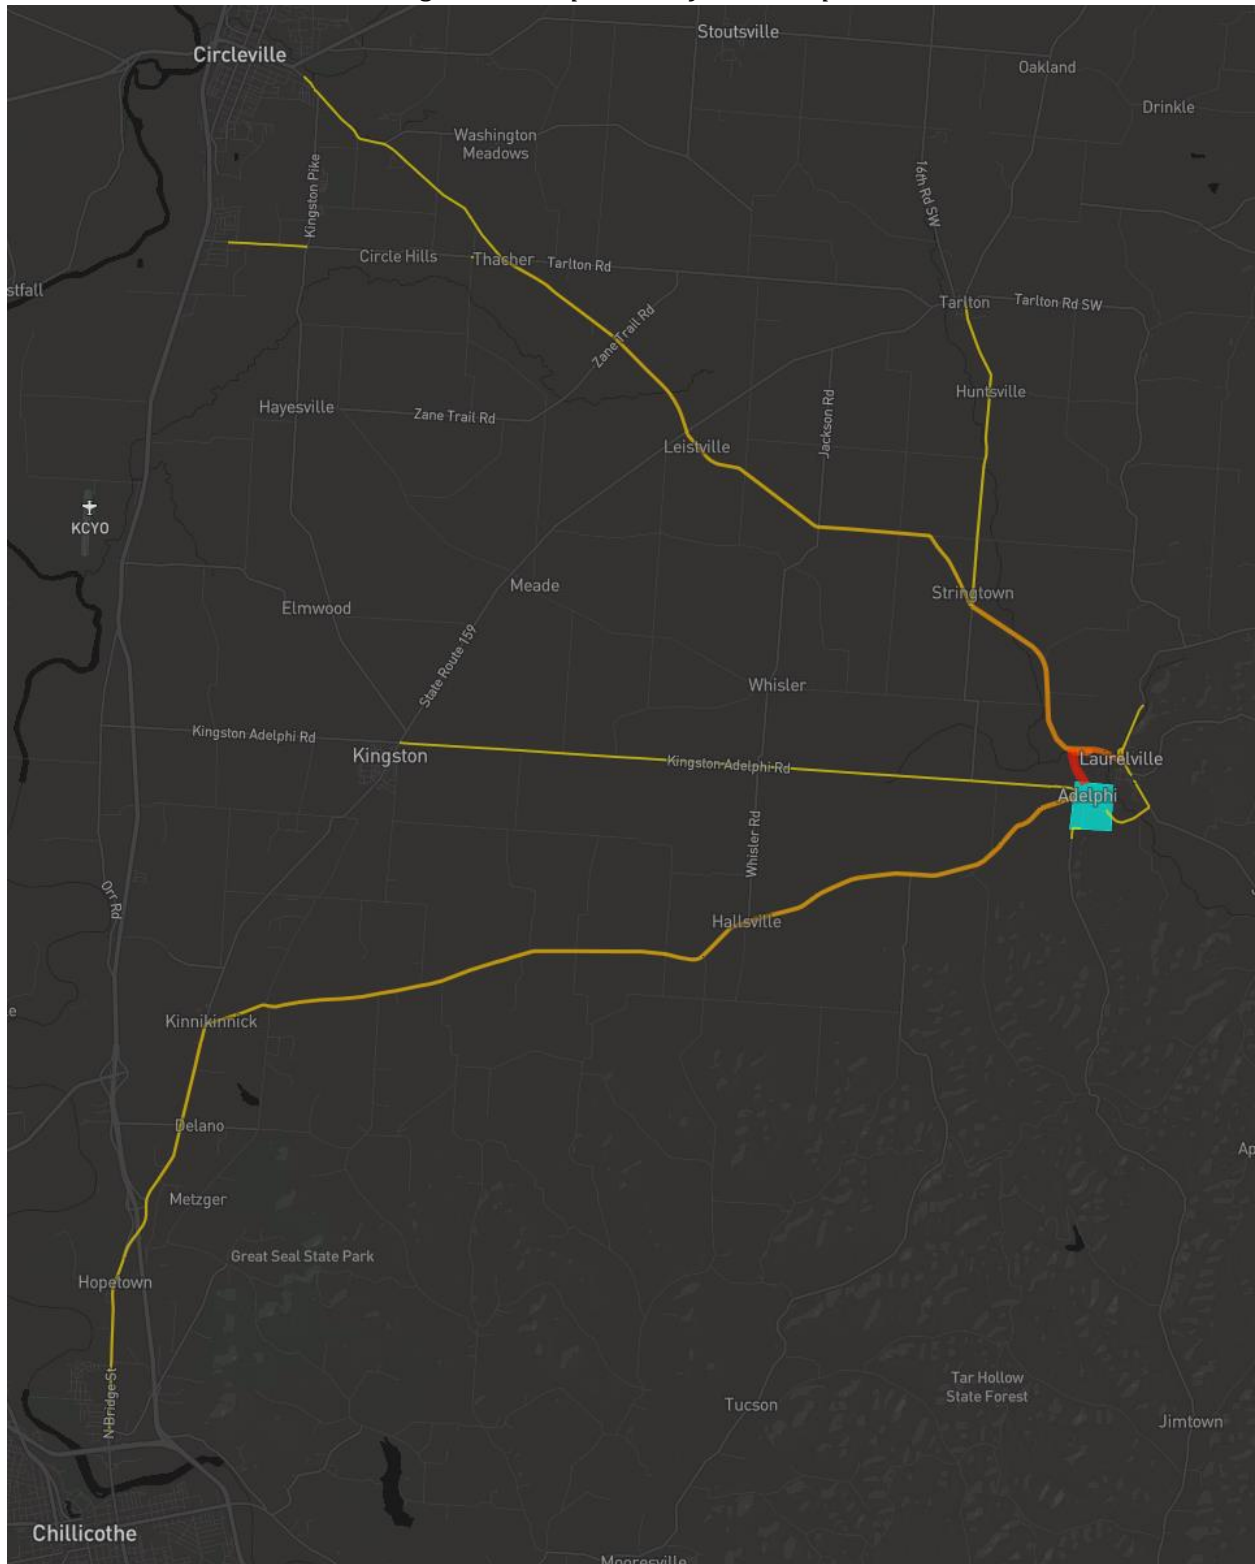 Stoutsville
Circleville
Oakland
Drinkle
Washington
Meadows
Kingston Pike
16th Rd SW
Circle Hills
Thacher
Tarlton Rd
stfall
Tarlton
Tarlton Rd SW
Zane Trail Rd
Huntsville
Hayesville
Zane Trail Rd
Jackson Rd
Leistville
KCYO
Meade
Stringtown
Elmwood
State Route 159
Whisler
Kingston Adelphi Rd
Kingston
Kingston Adelphi Rd
Laurelville
Adelphi
Whisler Rd
Orr Rd
Hallsville
e
Kinnikinnick
Delano
Ap
Metzger
Great Seal State Park
Hopetown
Tar Hollow
State Forest
N Bridge St
Tucson
Jimtown
Chillicothe
Mooresville